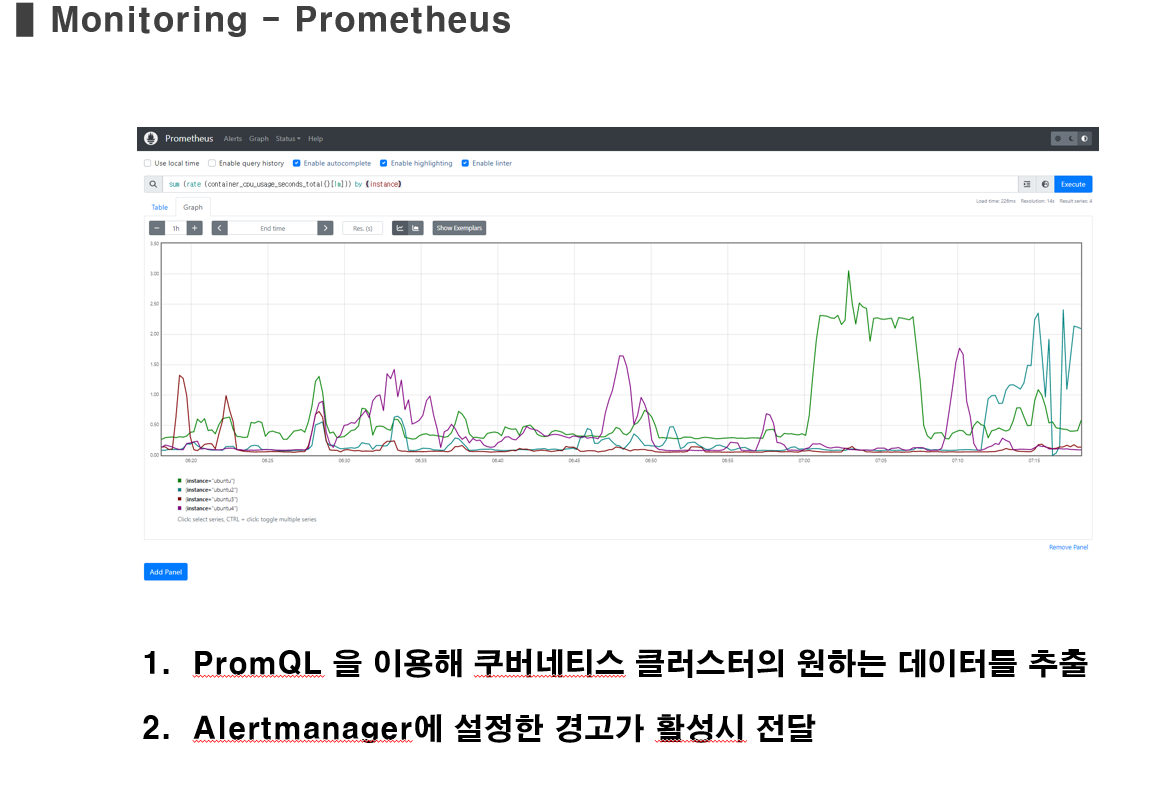 Monitoring – Prometheus
Prometheus Alerts Graph Status Help
Use local time Enable query history Enable autocomplete Enable highlighting Enable linter
sum (rate (container_cpu_usage_seconds_total{}[1m])) by (instance) Execute
Load time: 225ms Resolution: 14s Result series: 4
Table Graph
− 1h + End time Res. (s) Show Exemplars
3.50
3.00
2.50
2.00
1.50
1.00
0.50
0.00
06:20 06:25 06:30 06:35 06:40 06:45 06:50 06:55 07:00 07:05 07:10 07:15
{instance="ubuntu"}
{instance="ubuntu2"}
{instance="ubuntu3"}
{instance="ubuntu4"}
Click: select series, CTRL + click: toggle multiple series
Remove Panel
Add Panel
1. PromQL 을 이용해 쿠버네티스 클러스터의 원하는 데이터들 추출
2. Alertmanager에 설정한 경고가 활성시 전달